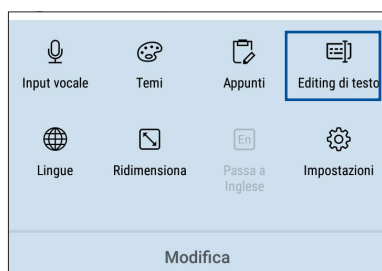 Input vocale Temi Appunti Editing di testo
En
Lingue Ridimensiona Passa a Impostazioni
Inglese
Modifica